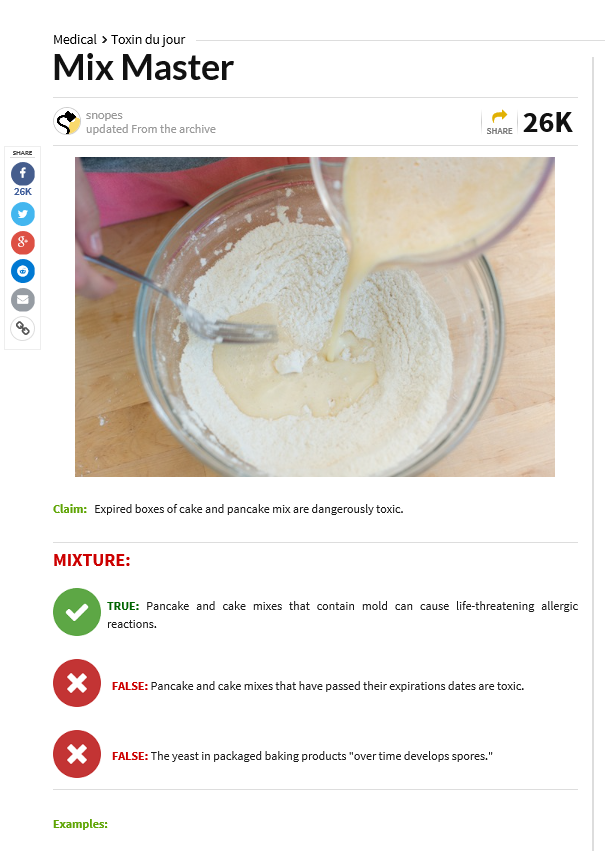 Medical > Toxin du jour
Mix Master
snopes
updated From the archive
SHARE
26K
SHARE
26K
Claim: Expired boxes of cake and pancake mix are dangerously toxic.
MIXTURE:
TRUE: Pancake and cake mixes that contain mold can cause life-threatening allergic
reactions.
FALSE: Pancake and cake mixes that have passed their expirations dates are toxic.
FALSE: The yeast in packaged baking products "over time develops spores."
Examples: